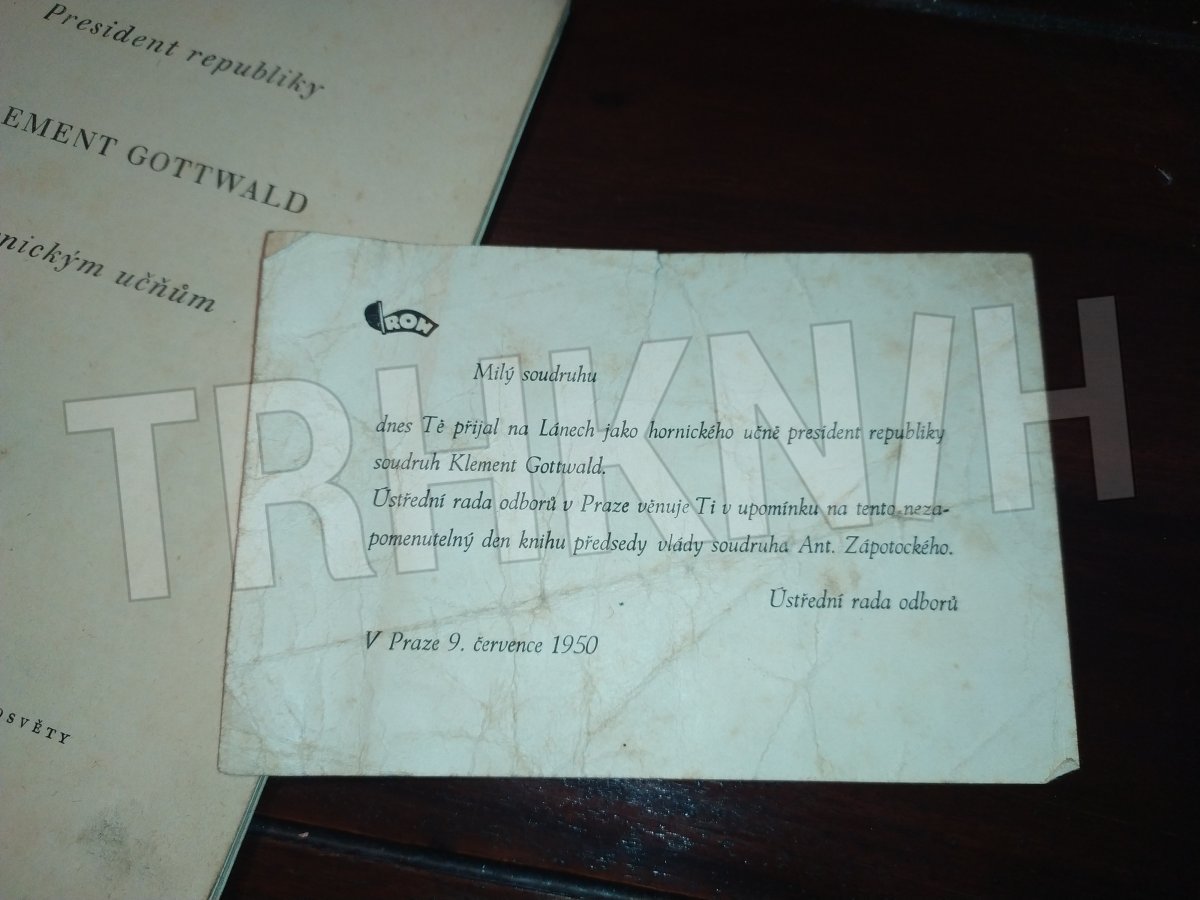 President republiky
EMENT GOTTWALD
nickým učňům
OSVĚTY
ROH
Milý soudruhu
dnes Tě přijal na Lánech jako hornického učně president republiky
soudruh Klement Gottwald.
Ústřední rada odborů v Praze věnuje Ti v upomínku na tento neza-
pomenutelný den knihu předsedy vlády soudruha Ant. Zápotockého.
Ústřední rada odborů
V Praze 9. července 1950
TRHKNIH